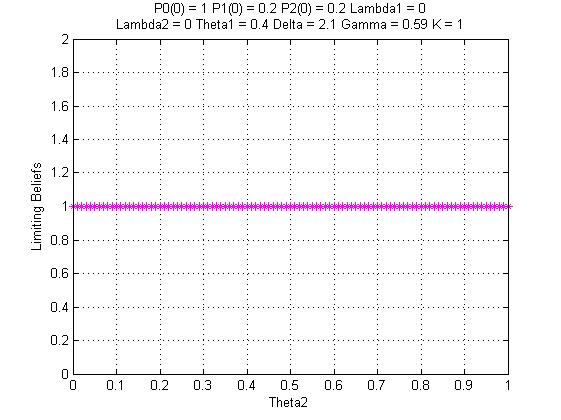 P0(0) = 1 P1(0) = 0.2 P2(0) = 0.2 Lambda1 = 0
Lambda2 = 0 Theta1 = 0.4 Delta = 2.1 Gamma = 0.59 K = 1
2
1.8
1.6
1.4
1.2
1
0.8
0.6
0.4
0.2
0
Limiting Beliefs
0 0.1 0.2 0.3 0.4 0.5 0.6 0.7 0.8 0.9 1
Theta2